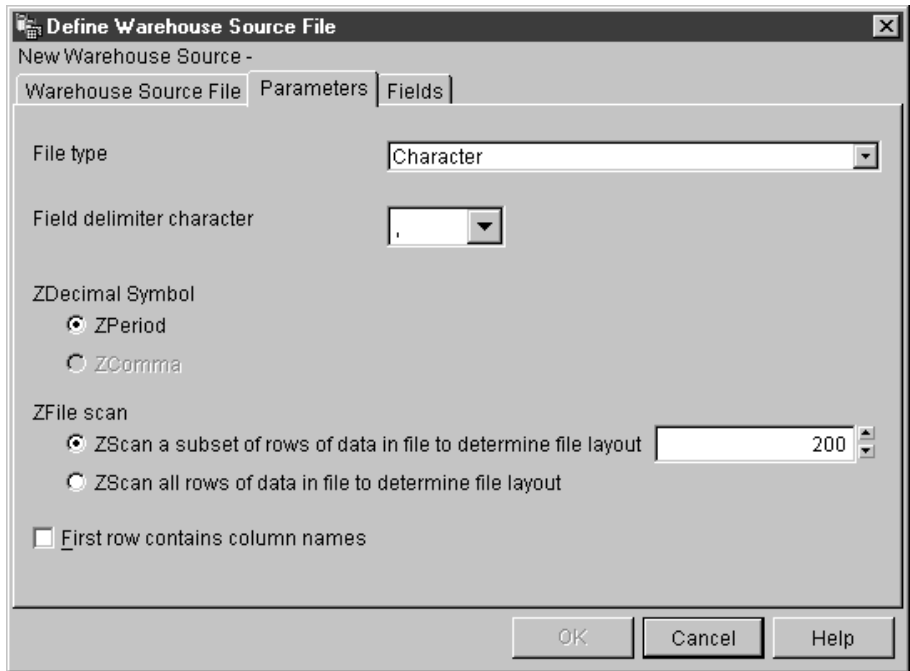 Define Warehouse Source File
New Warehouse Source -
Warehouse Source File Parameters Fields
File type Character
Field delimiter character ,
ZDecimal Symbol
ZPeriod
ZComma
ZFile scan
ZScan a subset of rows of data in file to determine file layout 200
ZScan all rows of data in file to determine file layout
First row contains column names
OK Cancel Help